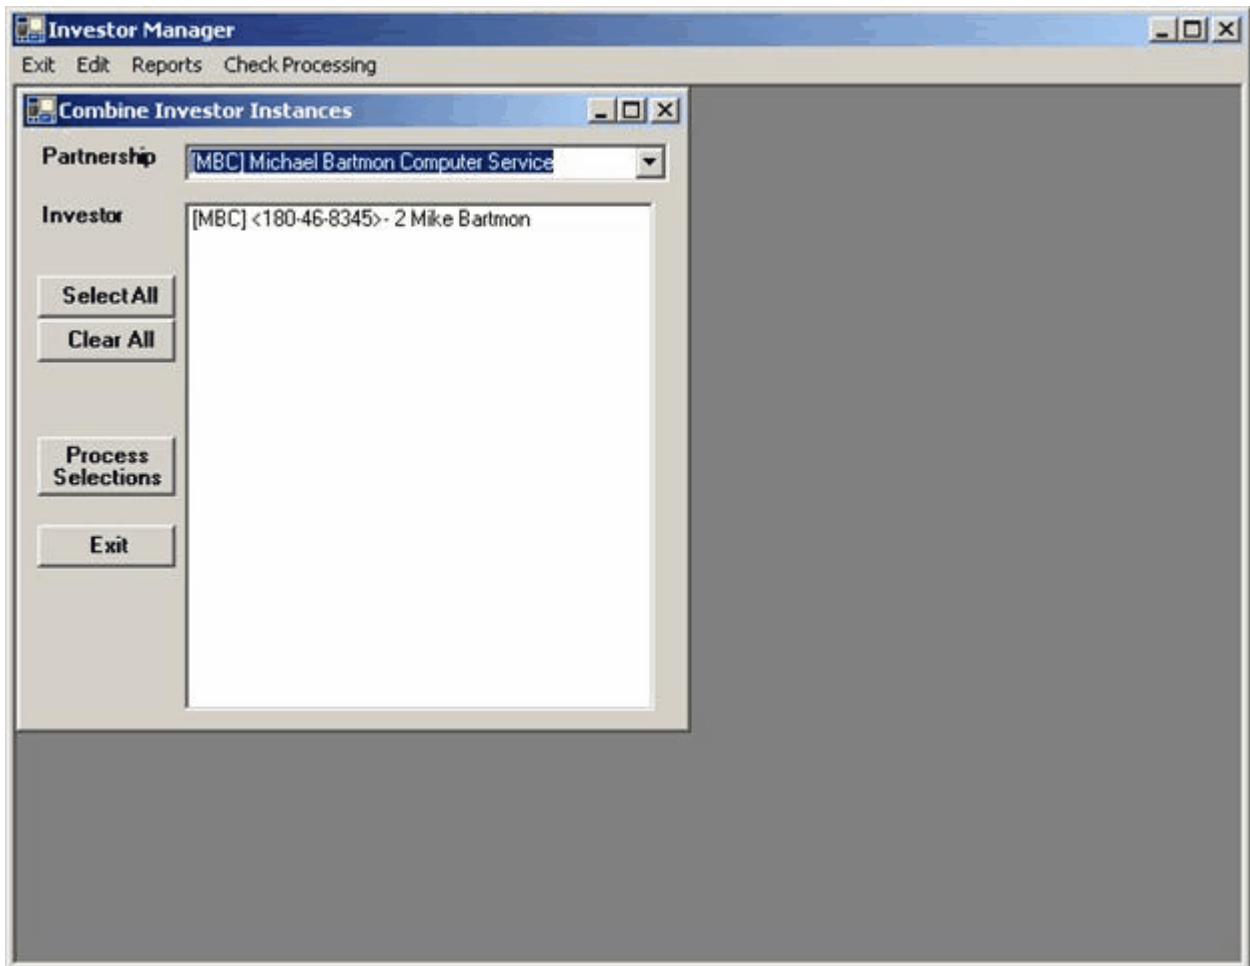 Investor Manager
Exit Edit Reports Check Processing
Combine Investor Instances
Partnership [MBC] Michael Bartmon Computer Service
Investor [MBC] <180-46-8345>- 2 Mike Bartmon
Select All
Clear All
Process
Selections
Exit